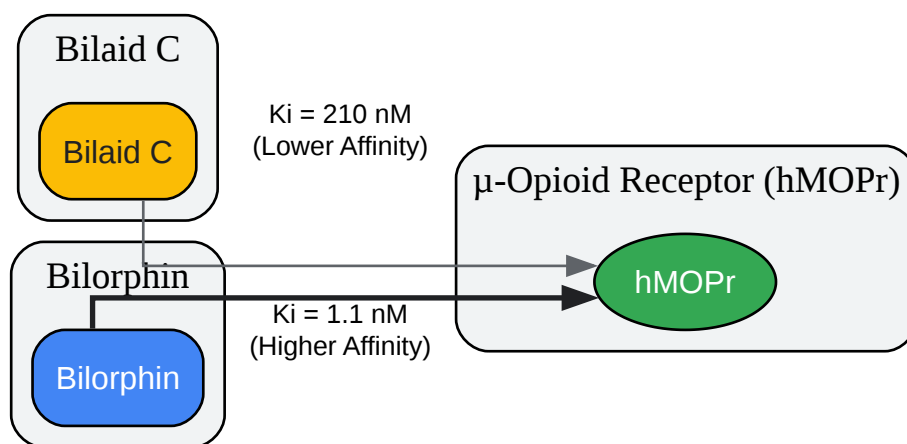 Bilaid C
Bilaid C
Ki = 210 nM
(Lower Affinity)
µ-Opioid Receptor (hMOPr)
hMOPr
Bilorphin
Ki = 1.1 nM
(Higher Affinity)
Bilorphin